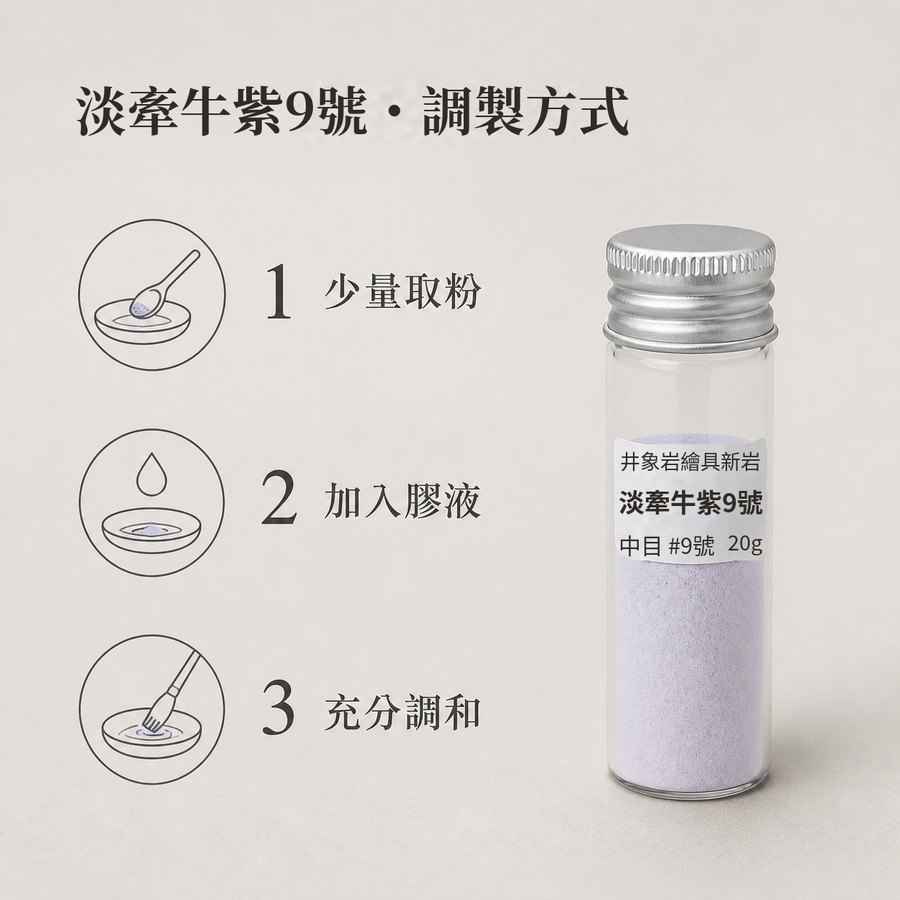 淡牽牛紫9號・調製方式
1 少量取粉
2 加入膠液
3 充分調和
井象岩繪具新岩
淡牽牛紫9號
中目 #9號 20g